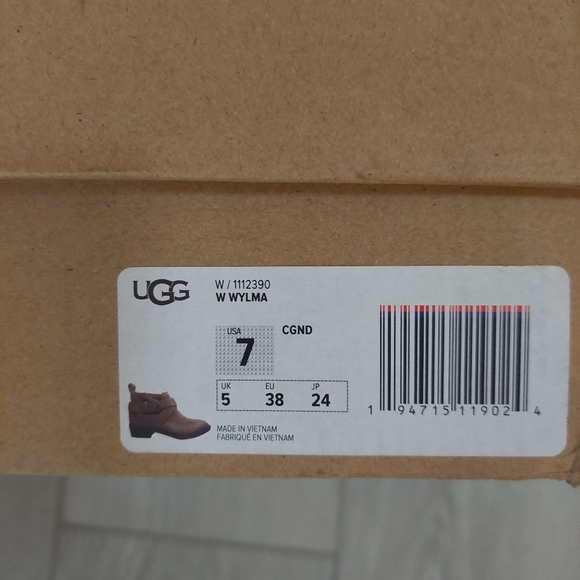 UGG
W / 1112390
W WYLMA
USA
7
CGND
UK EU JP
5 38 24
MADE IN VIETNAM
FABRIQUÉ EN VIETNAM
1 94715 11902 4